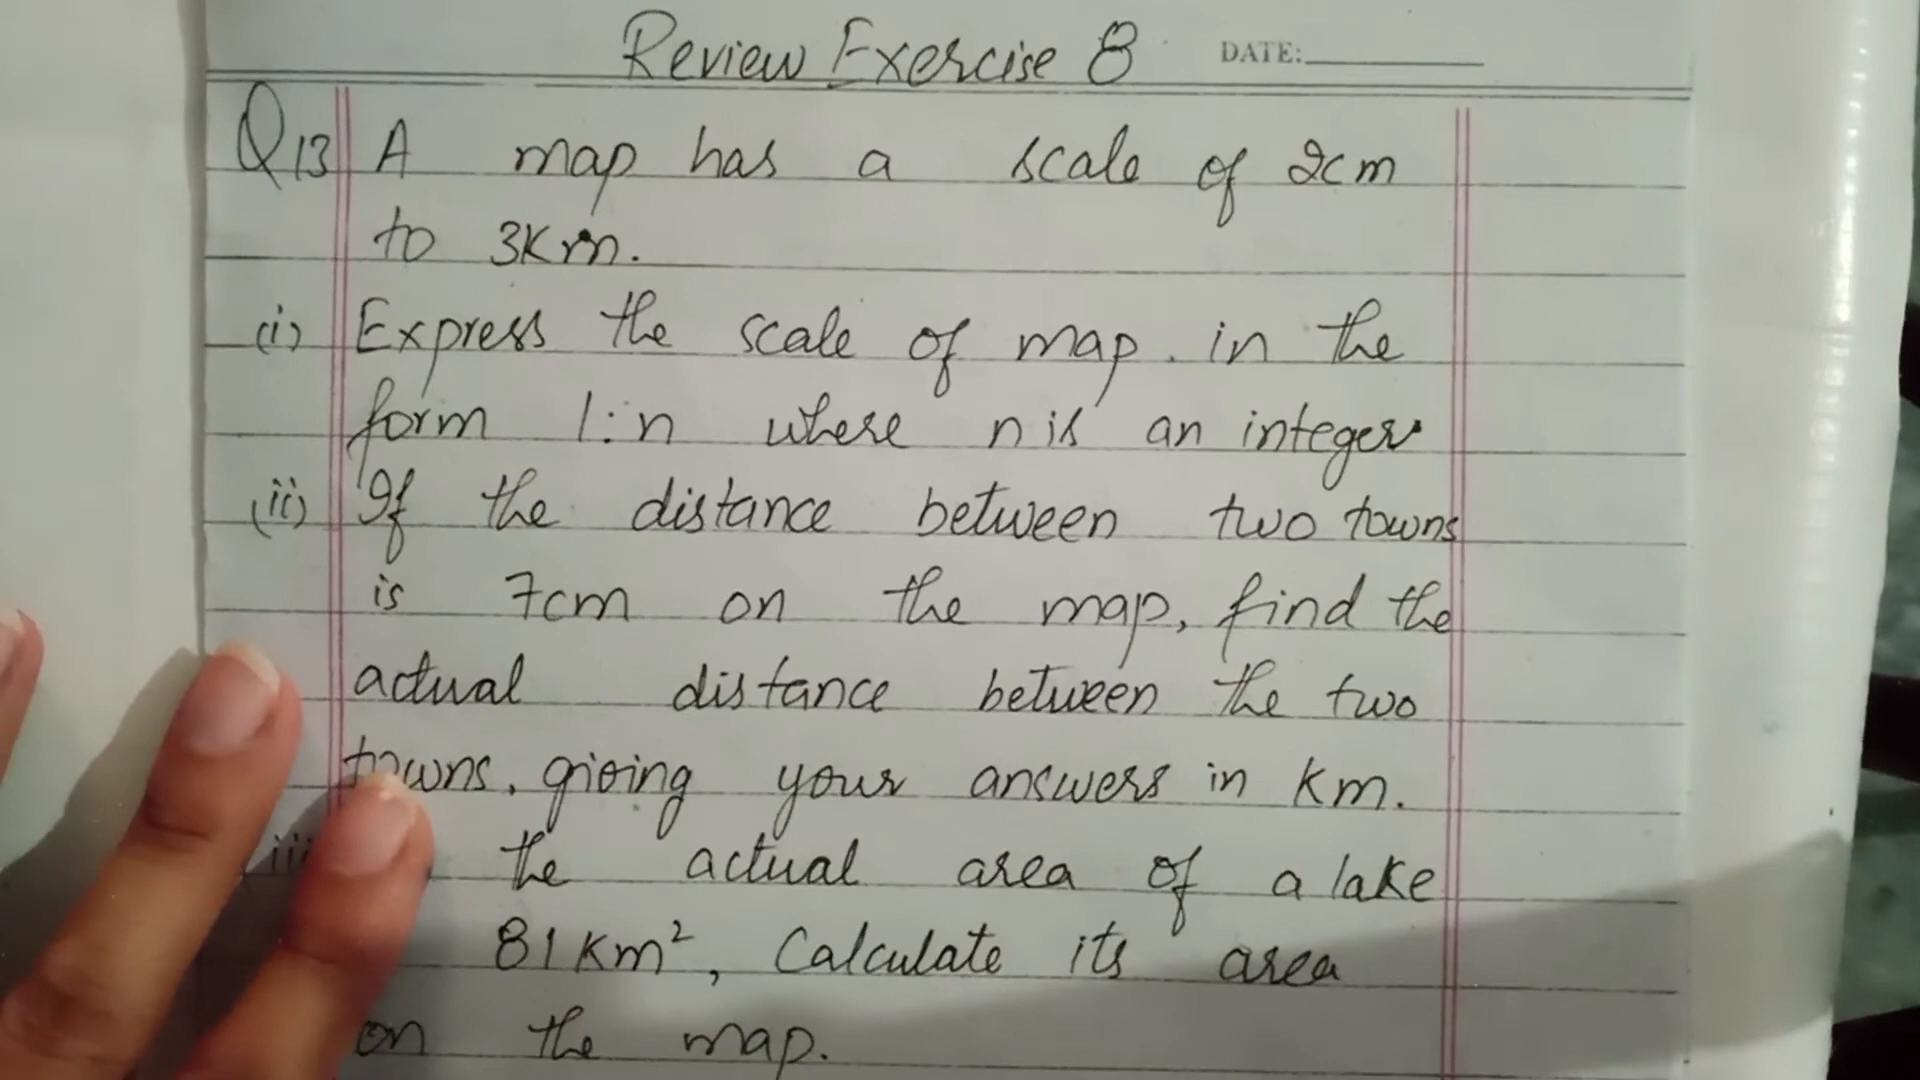 Review Exercise 8 DATE:
Q13 A map has a scale of 2cm
to 3Km.
(i) Express the scale of map in the
form 1:n where n is an integer
(ii) If the distance between two towns
is 7cm on the map, find the
actual distance between the two
towns, giving your answers in Km.
iii the actual area of a lake
81 Km², Calculate its area
on the map.